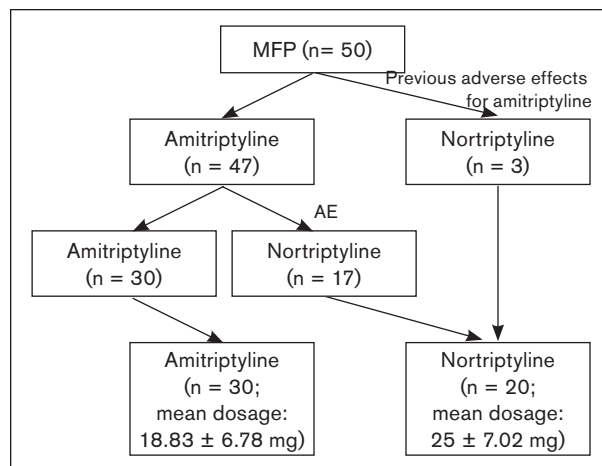 MFP (n= 50)
Previous adverse effects
for amitriptyline
Amitriptyline
(n = 47)
Nortriptyline
(n = 3)
AE
Amitriptyline
(n = 30)
Nortriptyline
(n = 17)
Amitriptyline
(n = 30;
mean dosage:
18.83 ± 6.78 mg)
Nortriptyline
(n = 20;
mean dosage:
25 ± 7.02 mg)